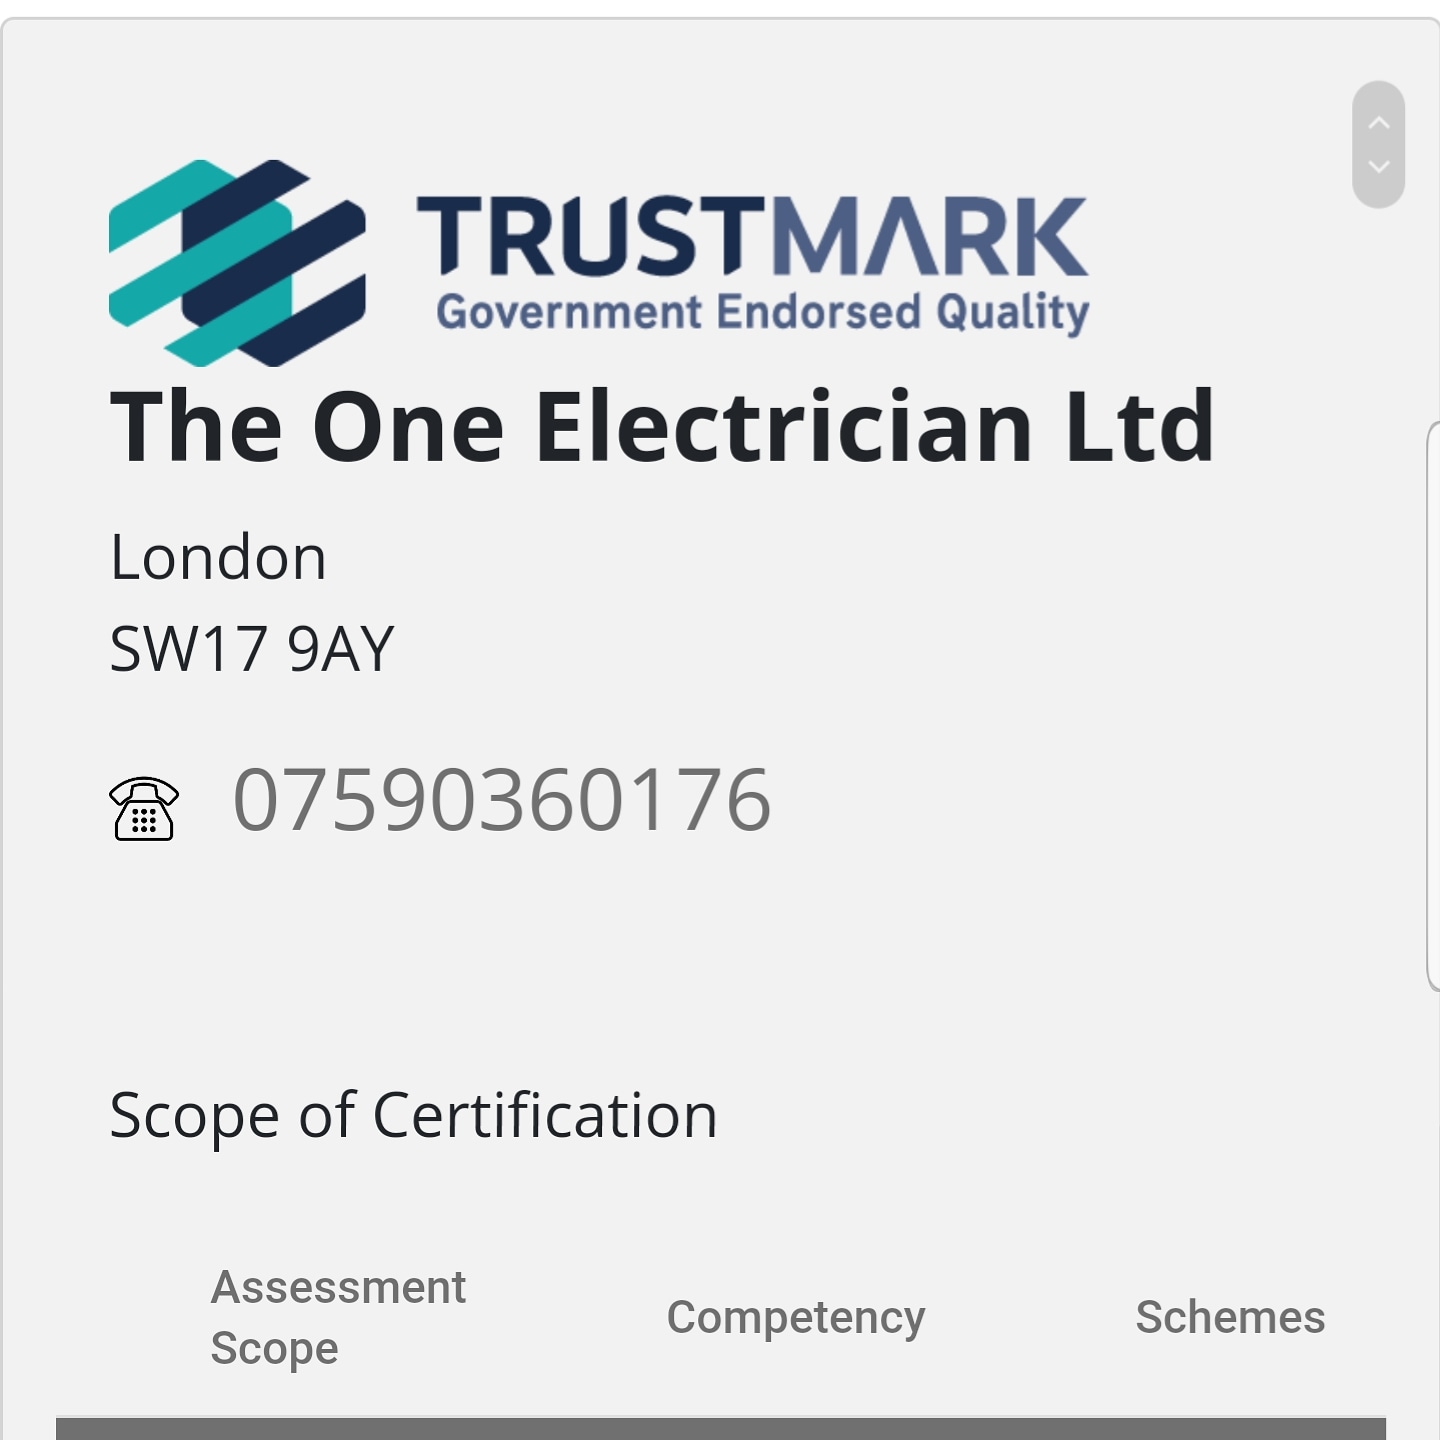 TRUSTMARK
Government Endorsed Quality
The One Electrician Ltd
London
SW17 9AY
07590360176
Scope of Certification
Assessment
Scope
Competency
Schemes